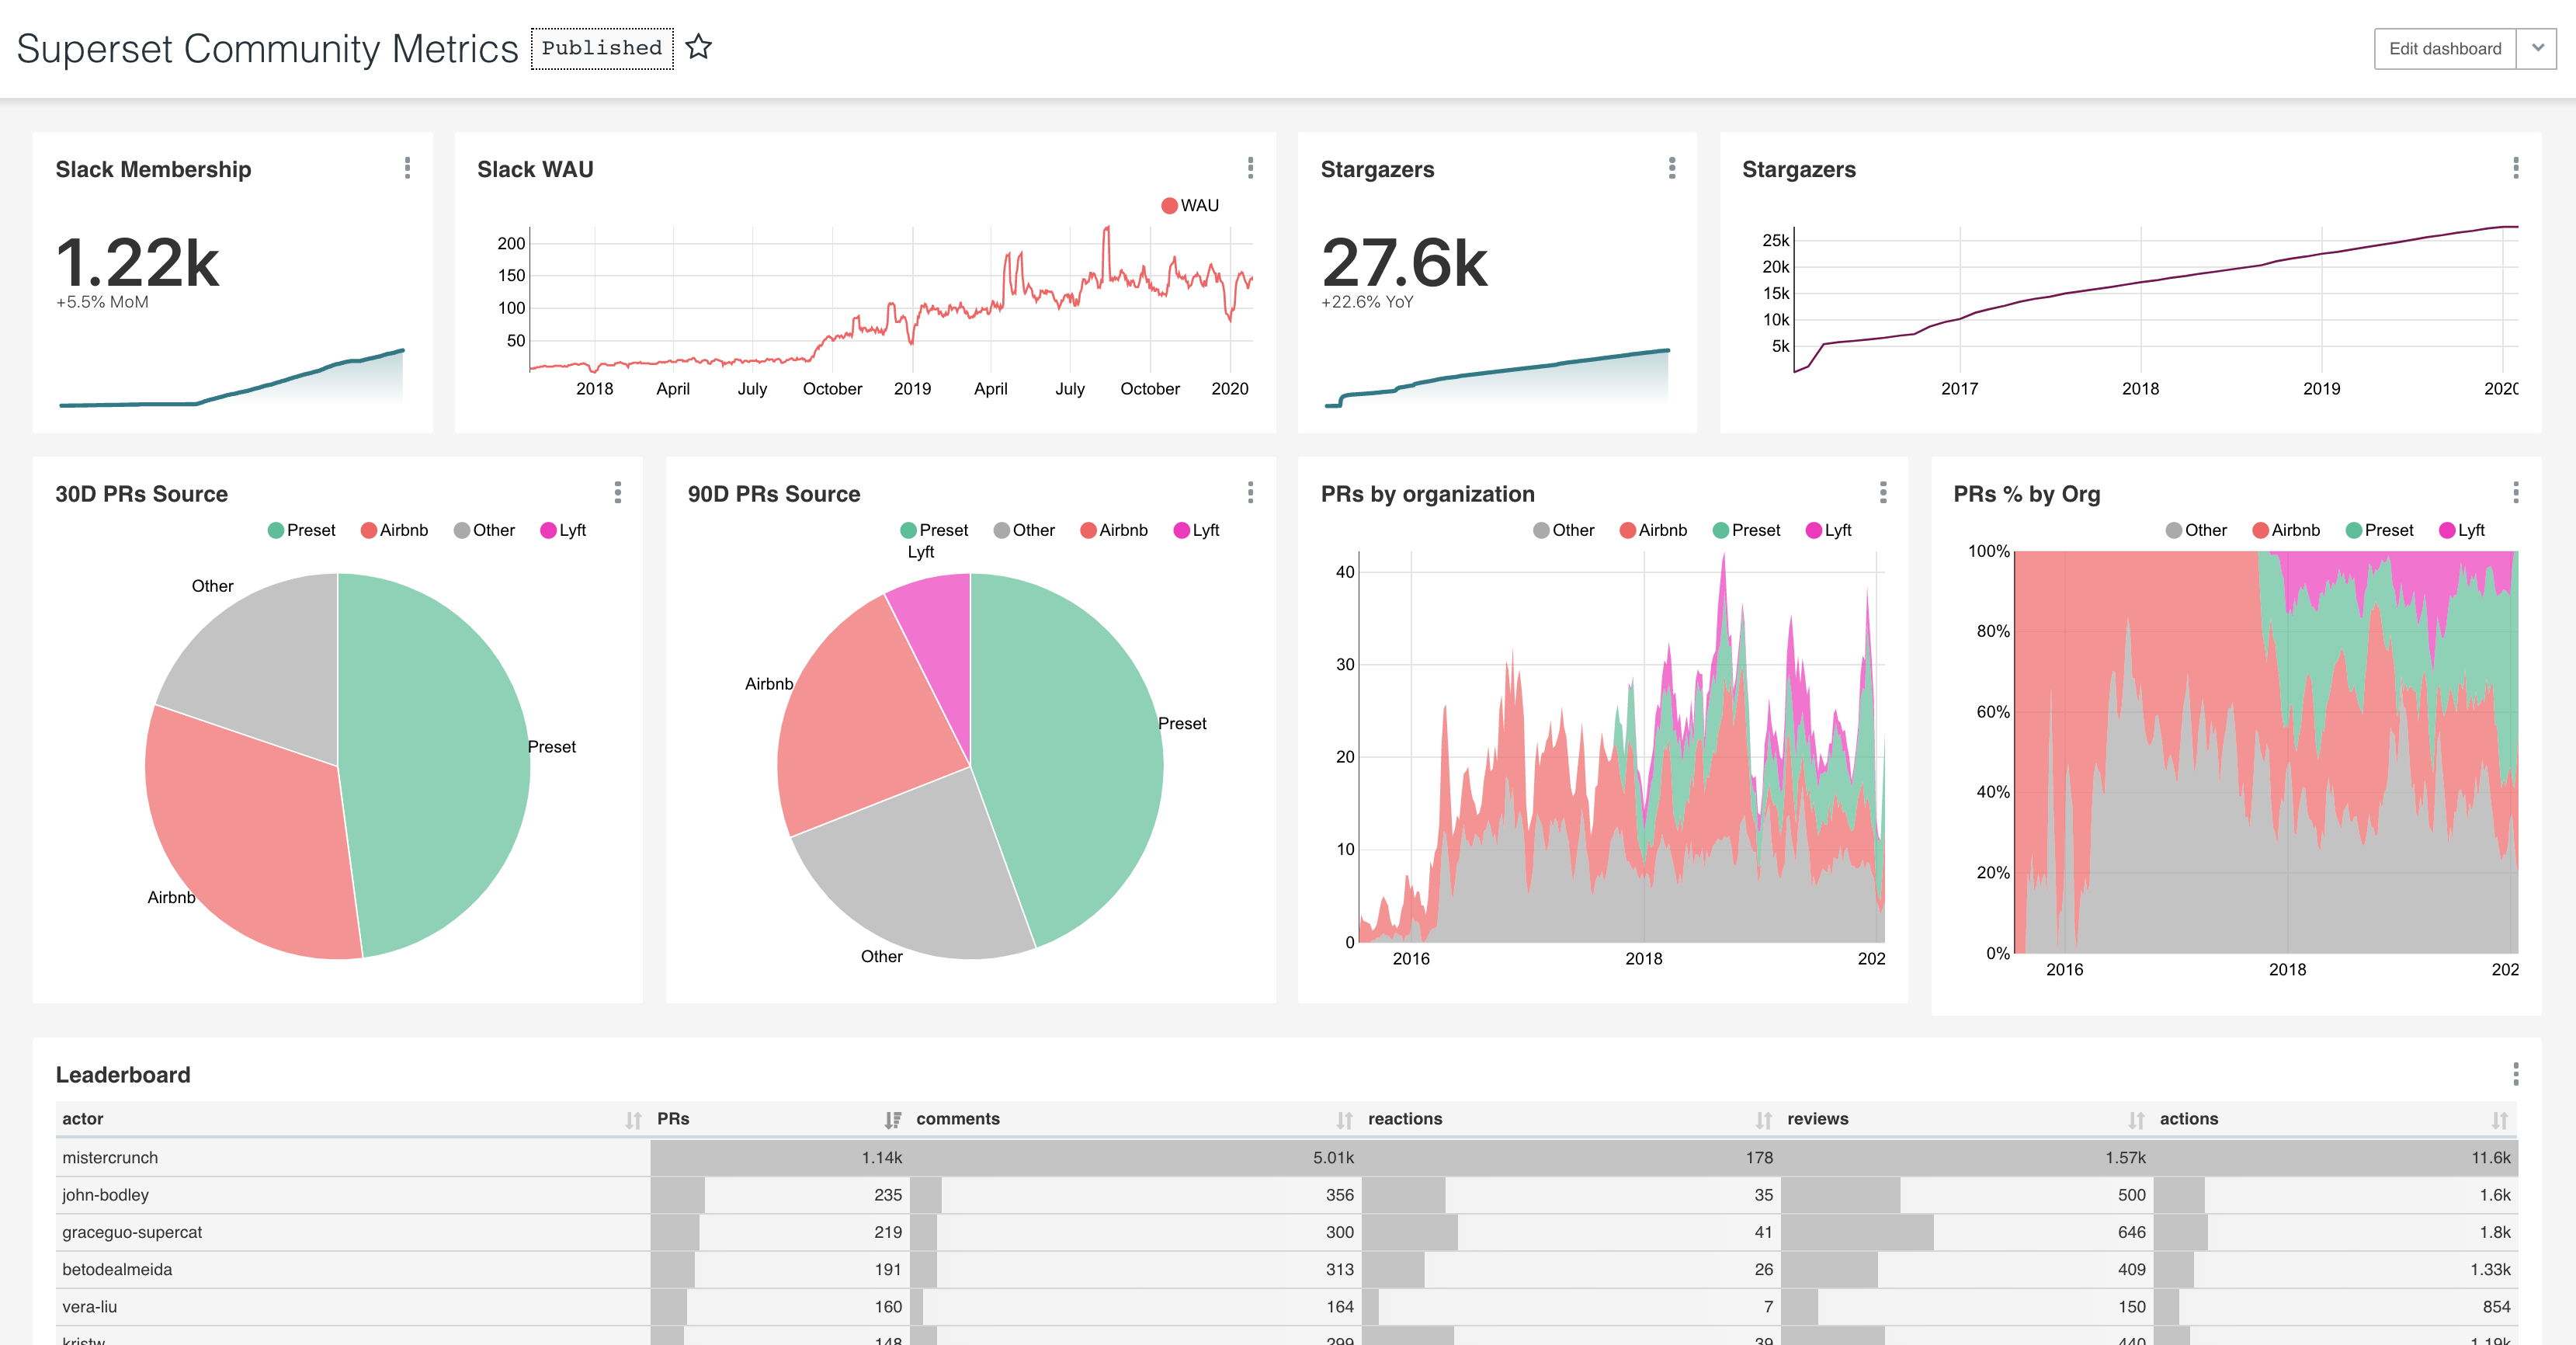 Superset Community Metrics Published
Edit dashboard
Slack Membership
1.22k
+5.5% MoM
Slack WAU
WAU
200
150
100
50
2018 April July October 2019 April July October 2020
Stargazers
27.6k
+22.6% YoY
Stargazers
25k
20k
15k
10k
5k
2017 2018 2019 2020
30D PRs Source
Preset Airbnb Other Lyft
Other
Preset
Airbnb
90D PRs Source
Preset Other Airbnb Lyft
Lyft
Airbnb
Preset
Other
PRs by organization
Other Airbnb Preset Lyft
40
30
20
10
0
2016 2018 202
PRs % by Org
Other Airbnb Preset Lyft
100%
80%
60%
40%
20%
0%
2016 2018 202
Leaderboard
actor PRs comments reactions reviews actions
mistercrunch 1.14k 5.01k 178 1.57k 11.6k
john-bodley 235 356 35 500 1.6k
graceguo-supercat 219 300 41 646 1.8k
betodealmeida 191 313 26 409 1.33k
vera-liu 160 164 7 150 854
kristw 148 299 39 440 1.19k